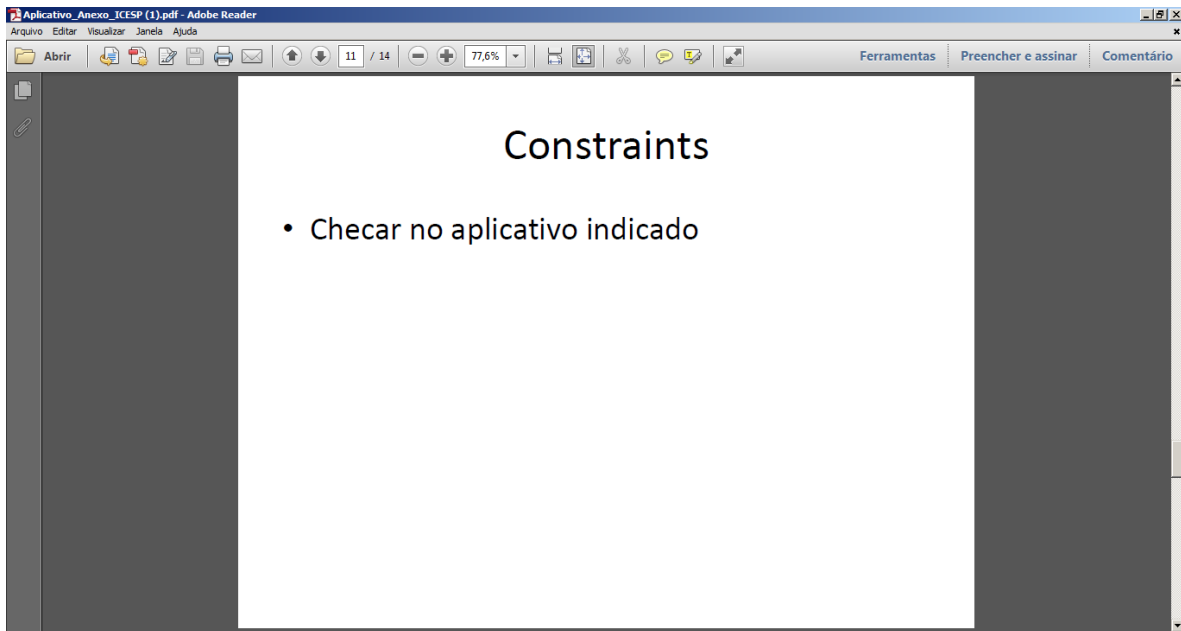 Aplicativo_Anexo_ICESP (1).pdf - Adobe Reader
Arquivo Editar Visualizar Janela Ajuda
Abrir 11 / 14 77,6% Ferramentas Preencher e assinar Comentário
Constraints
• Checar no aplicativo indicado